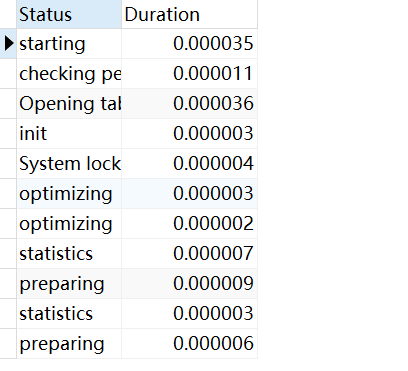 Status Duration
starting 0.000035
checking pe 0.000011
Opening tal 0.000036
init 0.000003
System lock 0.000004
optimizing 0.000003
optimizing 0.000002
statistics 0.000007
preparing 0.000009
statistics 0.000003
preparing 0.000006